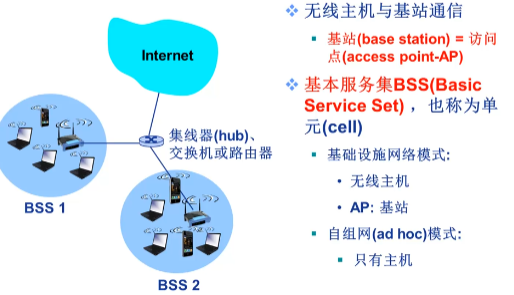 Internet
集线器(hub)、
交换机或路由器
BSS 1
BSS 2
无线主机与基站通信
基站(base station) = 访问
点(access point-AP)
基本服务集BSS(Basic
Service Set) ，也称为单
元(cell)
基础设施网络模式:
无线主机
AP: 基站
自组网(ad hoc)模式:
只有主机